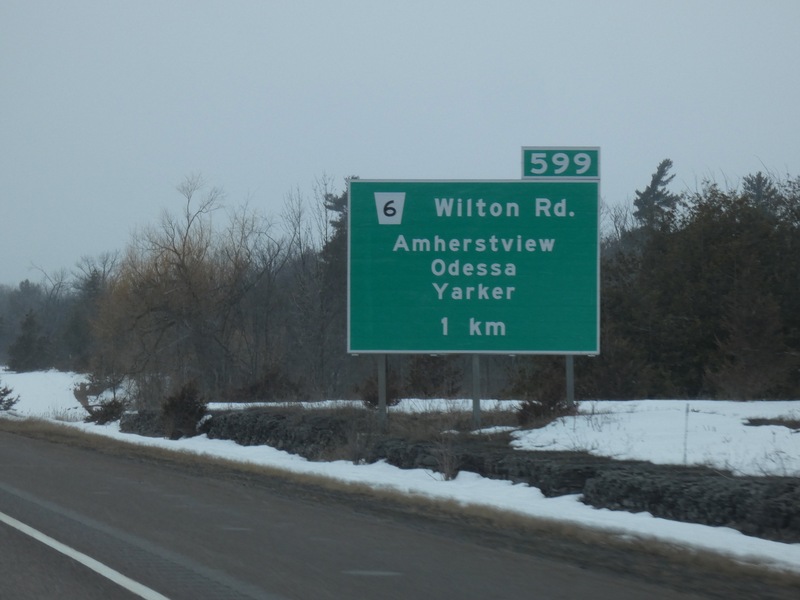 599
6 Wilton Rd.
Amherstview
Odessa
Yarker
1 km